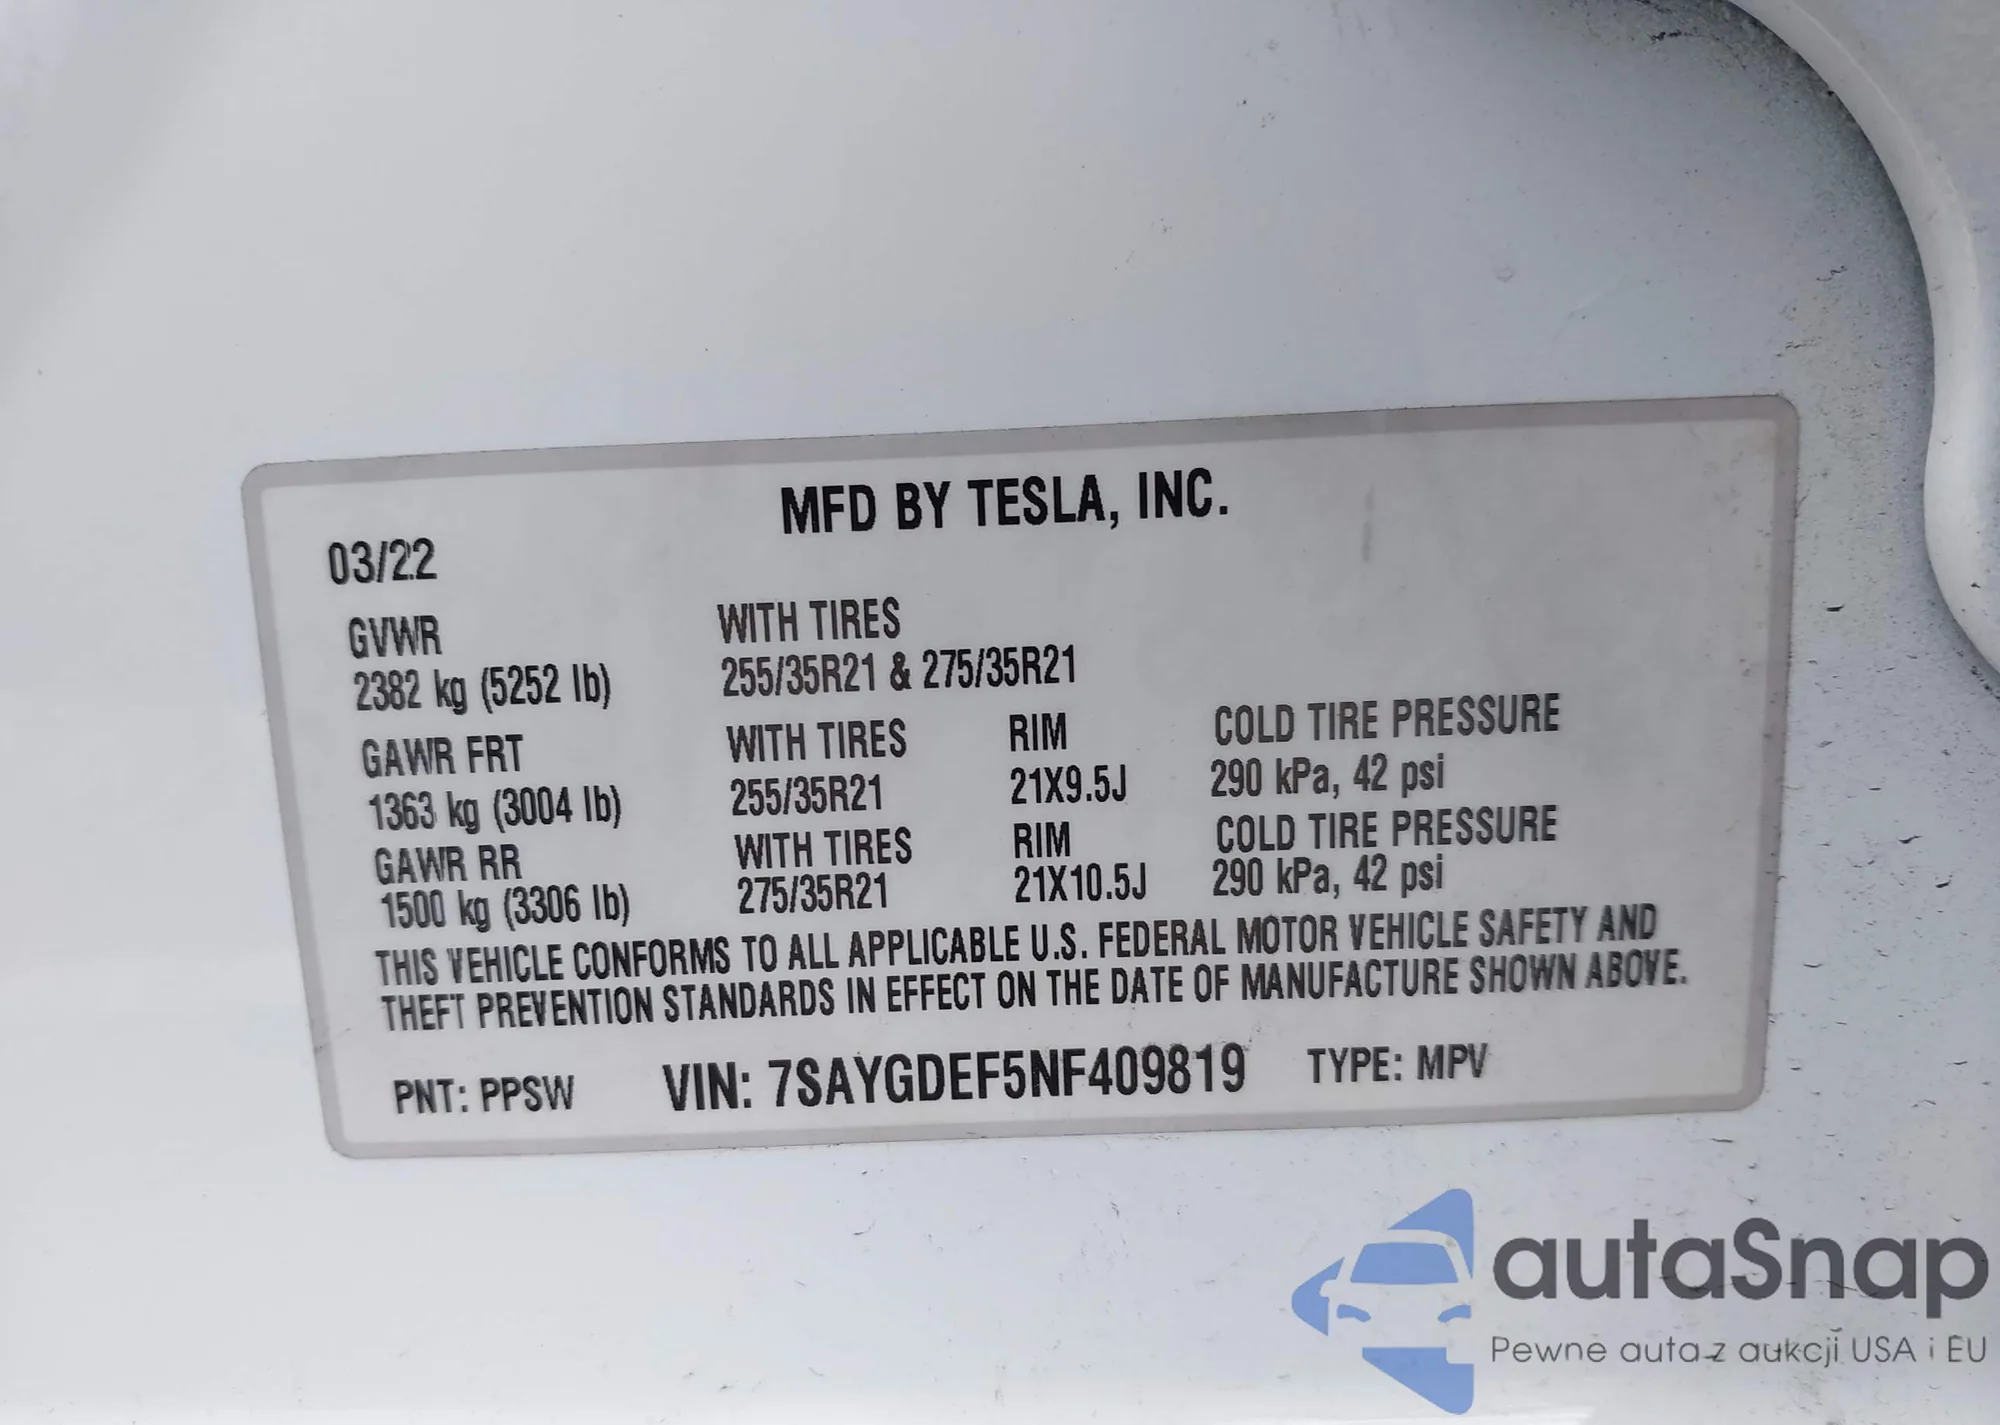 MFD BY TESLA, INC.
03/22
GVWR WITH TIRES
2382 kg (5252 lb) 255/35R21 & 275/35R21
GAWR FRT WITH TIRES RIM COLD TIRE PRESSURE
1363 kg (3004 lb) 255/35R21 21X9.5J 290 kPa, 42 psi
GAWR RR WITH TIRES RIM COLD TIRE PRESSURE
1500 kg (3306 lb) 275/35R21 21X10.5J 290 kPa, 42 psi
THIS VEHICLE CONFORMS TO ALL APPLICABLE U.S. FEDERAL MOTOR VEHICLE SAFETY AND
THEFT PREVENTION STANDARDS IN EFFECT ON THE DATE OF MANUFACTURE SHOWN ABOVE.
PNT: PPSW VIN: 7SAYGDEF5NF409819 TYPE: MPV
autaSnap
Pewne auta z aukcji USA i EU